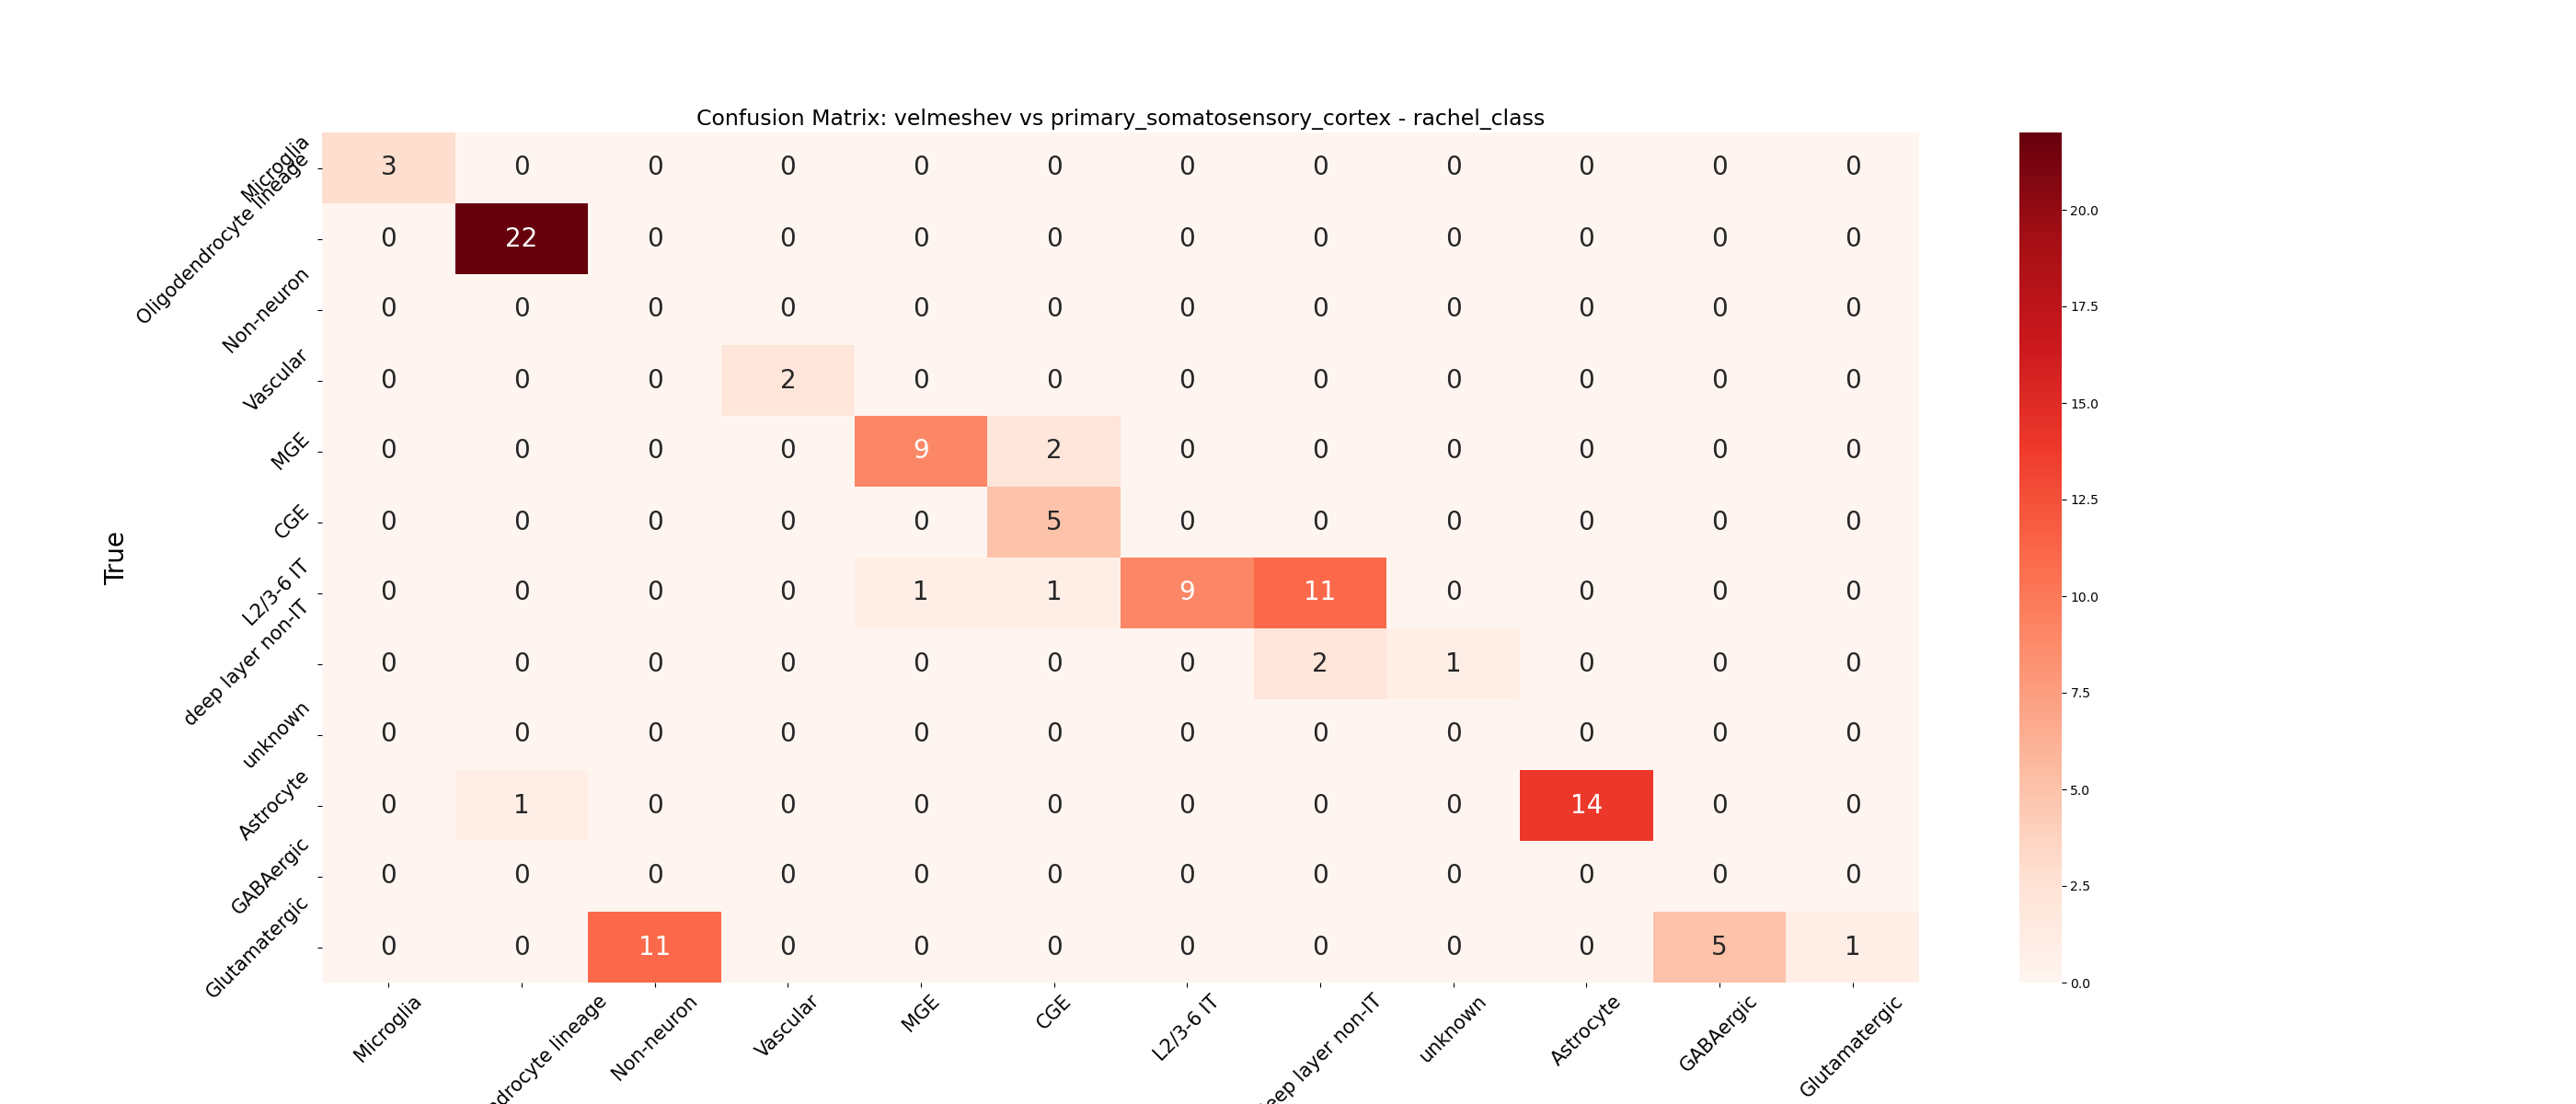 Confusion Matrix: velmeshev vs primary_somatosensory_cortex - rachel_class
Microglia 3 0 0 0 0 0 0 0 0 0 0 0
Oligodendrocyte lineage 0 22 0 0 0 0 0 0 0 0 0 0
Non-neuron 0 0 0 0 0 0 0 0 0 0 0 0
Vascular 0 0 0 2 0 0 0 0 0 0 0 0
MGE 0 0 0 0 9 2 0 0 0 0 0 0
CGE 0 0 0 0 0 5 0 0 0 0 0 0
L2/3-6 IT 0 0 0 0 1 1 9 11 0 0 0 0
deep layer non-IT 0 0 0 0 0 0 0 2 1 0 0 0
unknown 0 0 0 0 0 0 0 0 0 0 0 0
Astrocyte 0 1 0 0 0 0 0 0 0 14 0 0
GABAergic 0 0 0 0 0 0 0 0 0 0 0 0
Glutamatergic 0 0 11 0 0 0 0 0 0 0 5 1
True
Microglia
ndrocyte lineage
Non-neuron
Vascular
MGE
CGE
L2/3-6 IT
eep layer non-IT
unknown
Astrocyte
GABAergic
Glutamatergic
20.0
17.5
15.0
12.5
10.0
7.5
5.0
2.5
0.0